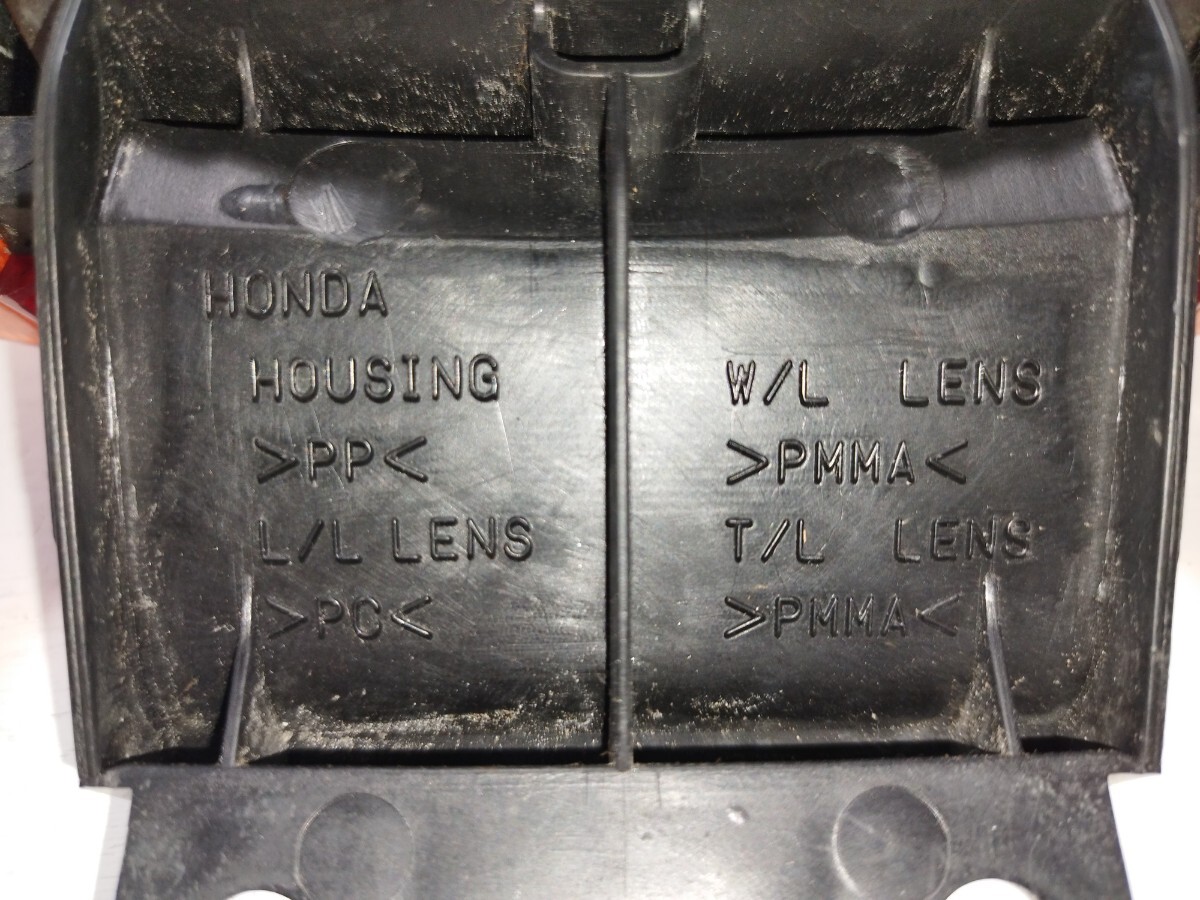 HONDA
HOUSING
>PP<
L/L LENS
>PC<
W/L LENS
>PMMA<
T/L LENS
>PMMA<